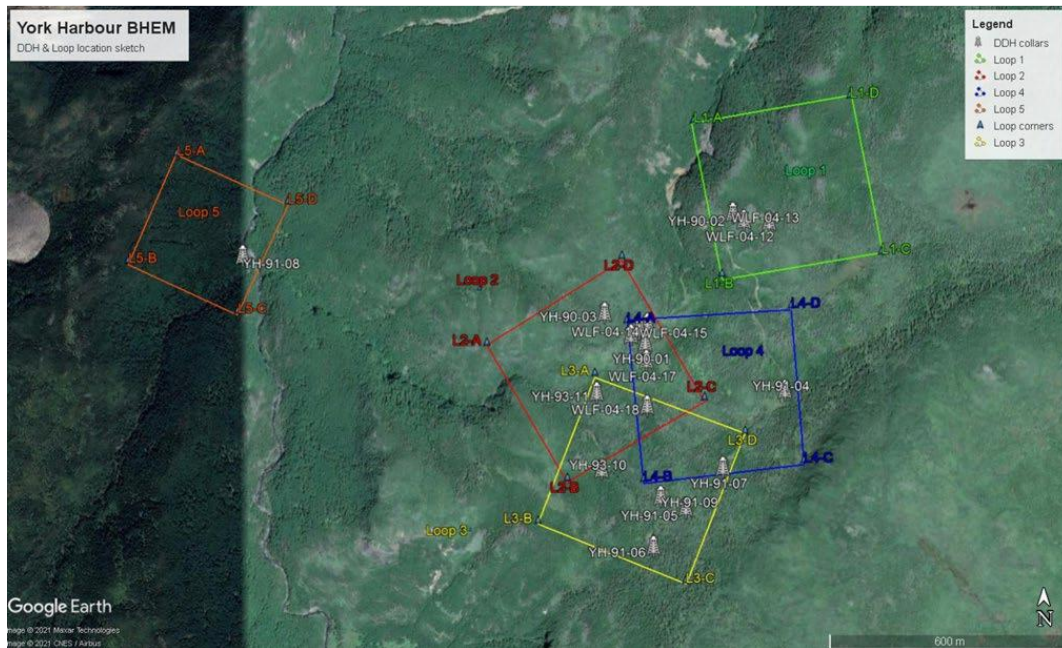 York Harbour BHEM
DDH & Loop location sketch
Legend
DDH collars
Loop 1
Loop 2
Loop 4
Loop 5
Loop corners
Loop 3
L1-D
L1-A
L5-A
Loop 1
L5-D
Loop 5
YH-90-02
WLF-04-13
WLF-04-12
L1-C
L5-B
YH-91-08
L2-D
Loop 2
L1-B
L5-C
L4-D
YH-90-03
L4-A
WLF-04-14
WLF-04-15
L2-A
Loop 4
YH-90-01
L3-A
WLF-04-17
L2-C
YH-91-04
YH-93-11
WLF-04-18
L3-D
L4-C
YH-93-10
L4-B
L2-B
YH-91-07
YH-91-09
L3-B
YH-91-05
Loop 3
YH-91-06
L3-C
Google Earth
Image © 2021 Maxar Technologies
Image © 2021 CNES / Airbus
N
600 m